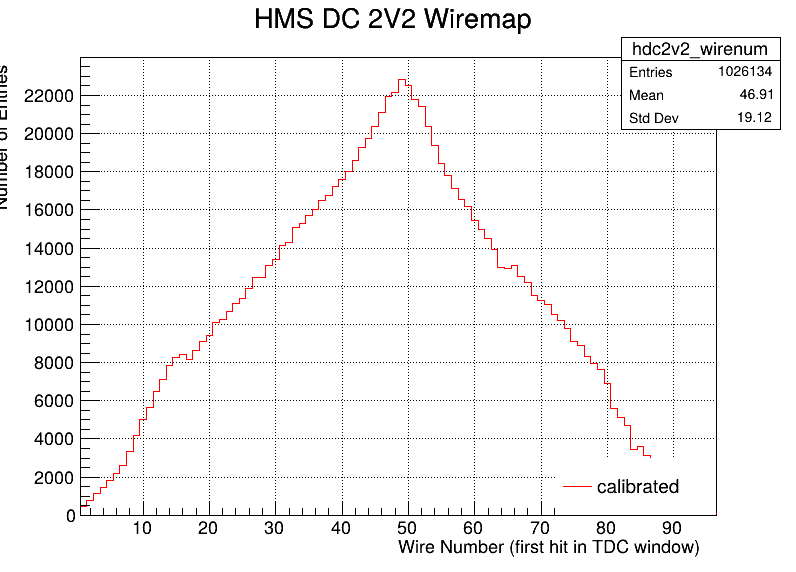 HMS DC 2V2 Wiremap
hdc2v2_wirenum
Entries 1026134
Mean 46.91
Std Dev 19.12
Number of Entries
22000
20000
18000
16000
14000
12000
10000
8000
6000
4000
2000
0
calibrated
10 20 30 40 50 60 70 80 90
Wire Number (first hit in TDC window)